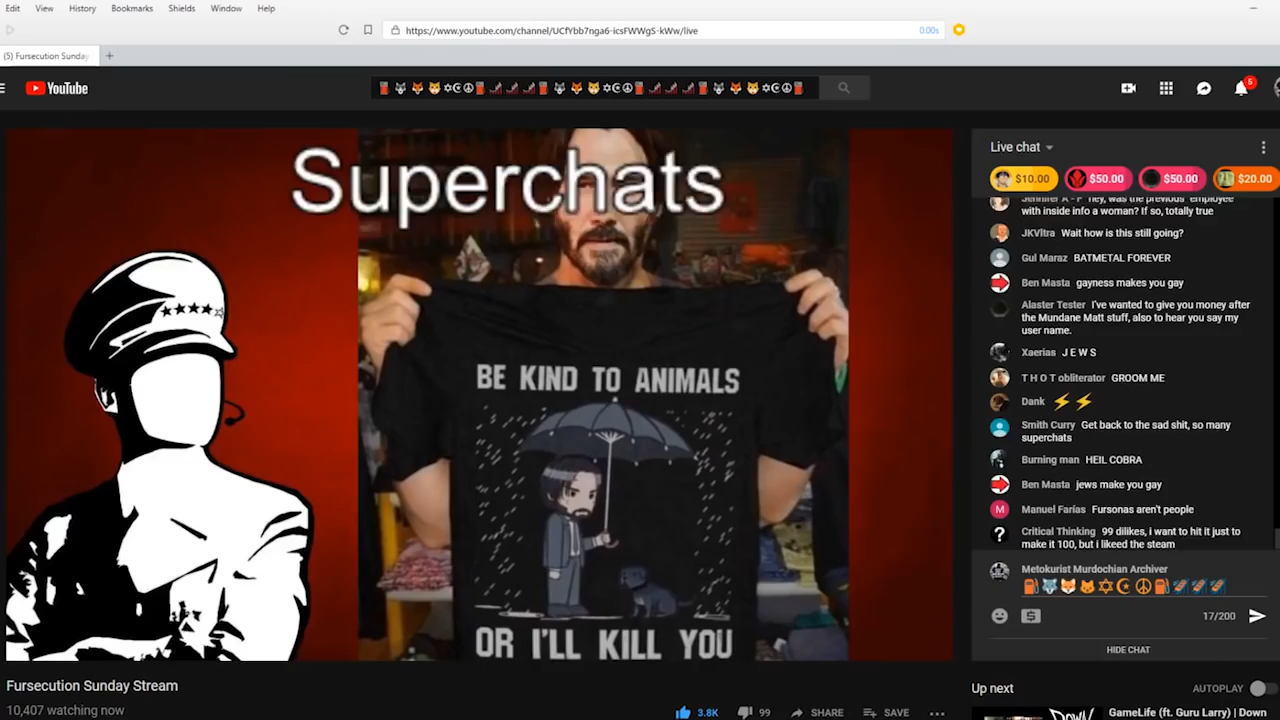 Edit View History Bookmarks Shields Window Help
https://www.youtube.com/channel/UCfYbb7nga6-icsFWWgS-kWw/live
0.00s
(5) Fursecution Sunday
YouTube
5
Superchats
BE KIND TO ANIMALS
OR I'LL KILL YOU
Live chat
$10.00 $50.00 $50.00 $20.00
Jennifer A - F hey, was the previous employee
with inside info a woman? If so, totally true
JKVltra Wait how is this still going?
Gul Maraz BATMETAL FOREVER
Ben Masta gayness makes you gay
Alaster Tester I've wanted to give you money after
the Mundane Matt stuff, also to hear you say my
user name.
Xaerias J E W S
T H O T obliterator GROOM ME
Dank ⚡ ⚡
Smith Curry Get back to the sad shit, so many
superchats
Burning man HEIL COBRA
Ben Masta jews make you gay
Manuel Farías Fursonas aren't people
Critical Thinking 99 dilikes, i want to hit it just to
make it 100, but i likeed the steam
Metokurist Murdochian Archiver
17/200
HIDE CHAT
Fursecution Sunday Stream
10,407 watching now
3.8K 99 SHARE SAVE
Up next AUTOPLAY
GameLife (ft. Guru Larry) | Down